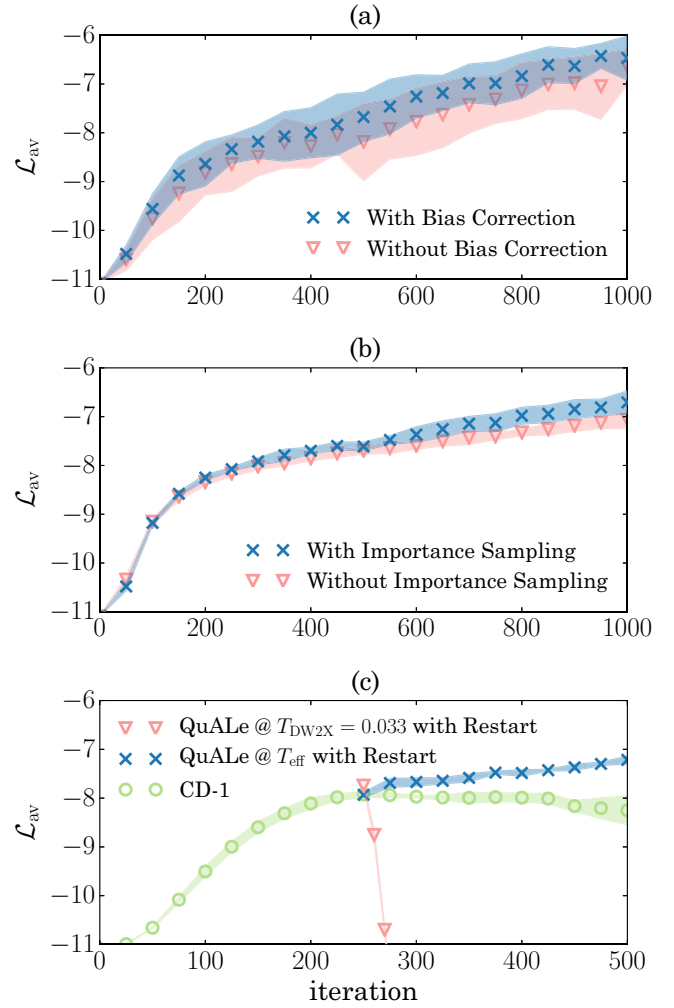 (a)
−6
−7
−8
−9
−10
−11
ℒav
With Bias Correction
Without Bias Correction
0 200 400 600 800 1000
(b)
−6
−7
−8
−9
−10
−11
ℒav
With Importance Sampling
Without Importance Sampling
0 200 400 600 800 1000
(c)
−6
−7
−8
−9
−10
−11
ℒav
QuALe @ TDW2X = 0.033 with Restart
QuALe @ Teff with Restart
CD-1
0 100 200 300 400 500
iteration